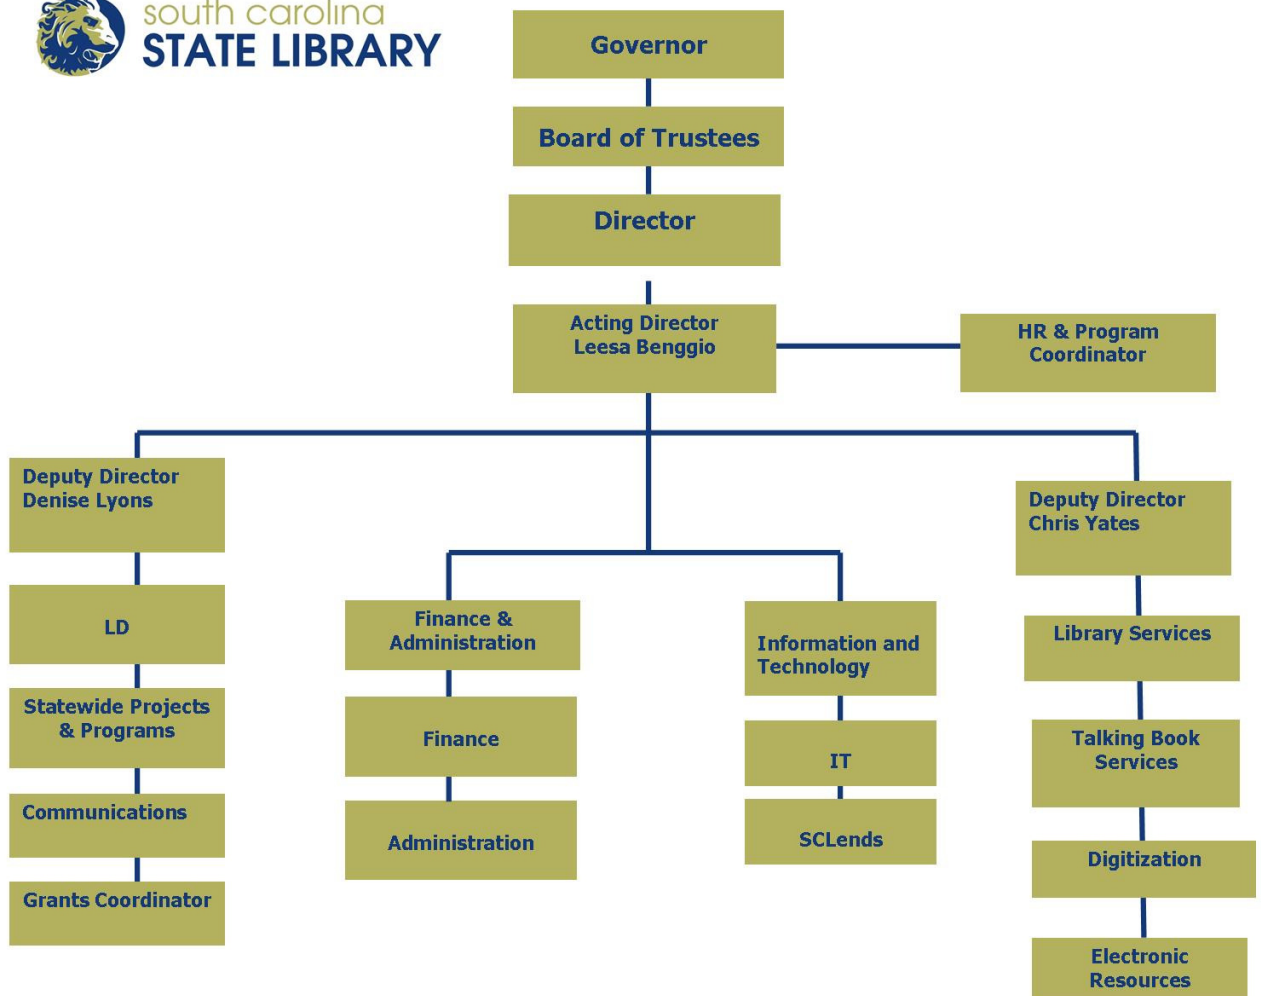 south carolina
STATE LIBRARY
Governor
Board of Trustees
Director
Acting Director
Leesa Benggio
HR & Program
Coordinator
Deputy Director
Denise Lyons
LD
Statewide Projects
& Programs
Communications
Grants Coordinator
Finance &
Administration
Finance
Administration
Information and
Technology
IT
SCLends
Deputy Director
Chris Yates
Library Services
Talking Book
Services
Digitization
Electronic
Resources